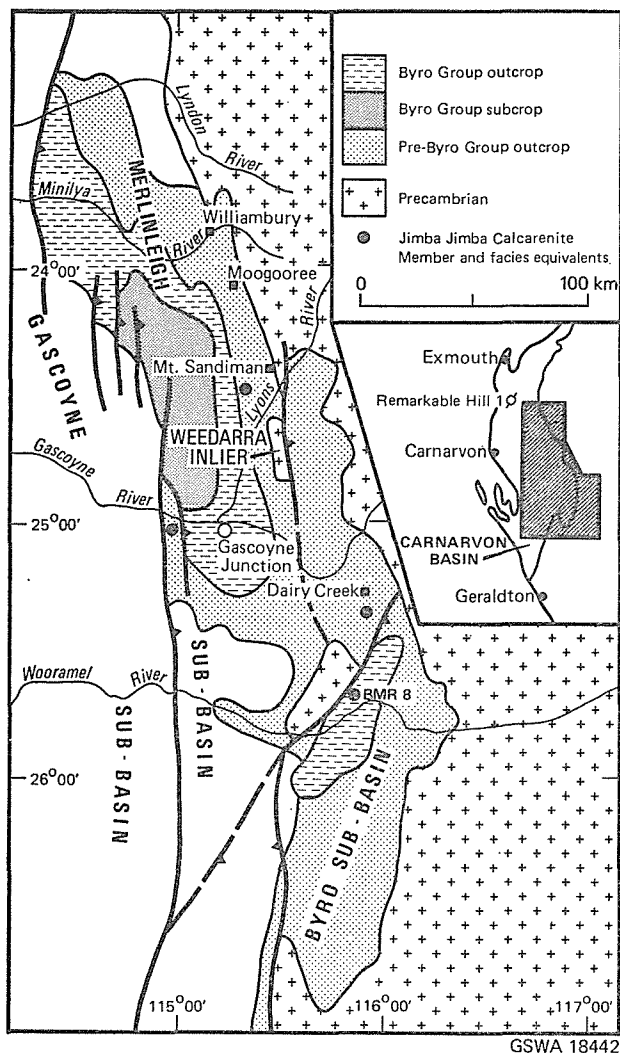 Byro Group outcrop
Byro Group subcrop
Pre-Byro Group outcrop
Precambrian
Jimba Jimba Calcarenite
Member and facies equivalents.
0 100 km
Lyndon
River
Minilya
River
MERLINLEIGH
Williambury
24°00'
Moogooree
River
GASCOYNE
Mt. Sandiman
Lyons
WEEDARRA
INLIER
Gascoyne
River
25°00'
Gascoyne
Junction
Dairy Creek
Wooramel
River
SUB-BASIN
SUB-BASIN
BMR 8
26°00'
BYRO SUB-BASIN
115°00'
116°00'
117°00'
Exmouth
Remarkable Hill 1
Carnarvon
CARNARVON
BASIN
Geraldton
GSWA 18442